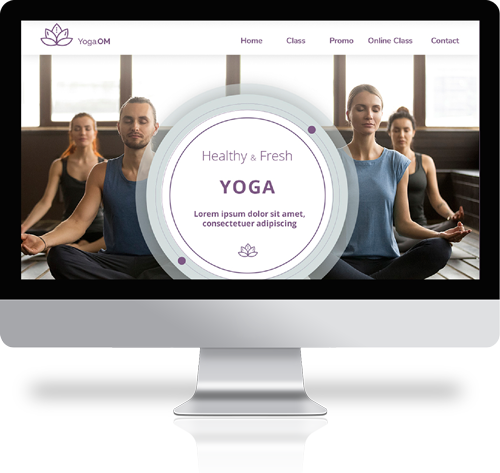 YogaOM
Home Class Promo Online Class Contact
Healthy & Fresh
YOGA
Lorem ipsum dolor sit amet,
consectetuer adipiscing